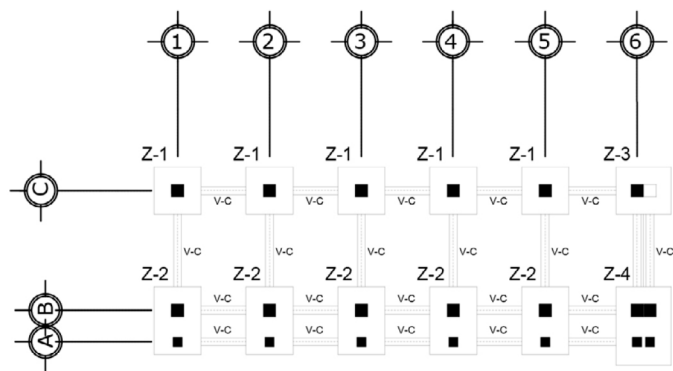 1 2 3 4 5 6
Z-1 Z-1 Z-1 Z-1 Z-1 Z-3
C
V-C V-C V-C V-C V-C
V-C V-C V-C V-C V-C V-C
Z-2 Z-2 Z-2 Z-2 Z-2 Z-4
V-C V-C V-C V-C V-C
B
V-C V-C V-C V-C V-C
A